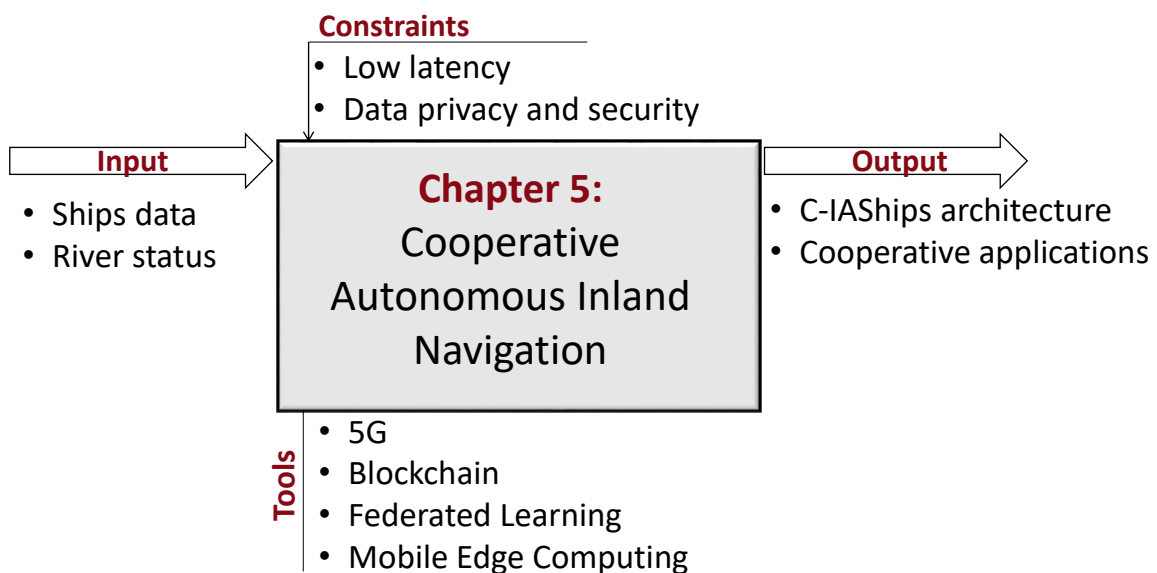 Constraints
• Low latency
• Data privacy and security
Input
• Ships data
• River status
Chapter 5:
Cooperative
Autonomous Inland
Navigation
Output
• C-IAShips architecture
• Cooperative applications
Tools
• 5G
• Blockchain
• Federated Learning
• Mobile Edge Computing